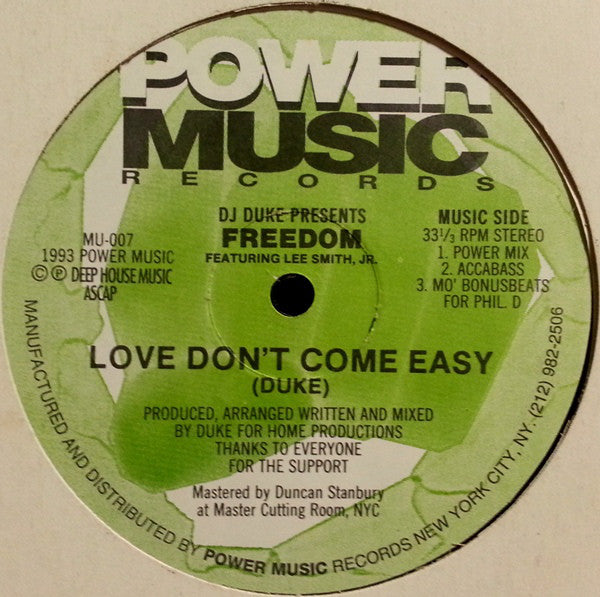 POWER
MUSIC
RECORDS
DJ DUKE PRESENTS
FREEDOM
FEATURING LEE SMITH, JR.
MU-007
1993 POWER MUSIC
© ℗ DEEP HOUSE MUSIC
ASCAP
MUSIC SIDE
33⅓ RPM STEREO
1. POWER MIX
2. ACCABASS
3. MO' BONUSBEATS
FOR PHIL. D
LOVE DON'T COME EASY
(DUKE)
PRODUCED, ARRANGED WRITTEN AND MIXED
BY DUKE FOR HOME PRODUCTIONS
THANKS TO EVERYONE
FOR THE SUPPORT
Mastered by Duncan Stanbury
at Master Cutting Room, NYC
MANUFACTURED AND DISTRIBUTED BY POWER MUSIC RECORDS NEW YORK CITY, NY. (212) 982-2506